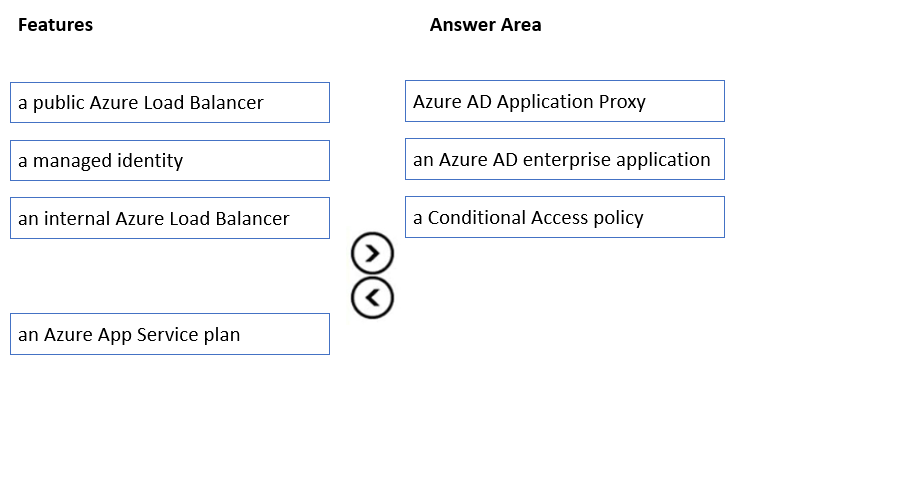 Features
Answer Area
a public Azure Load Balancer
Azure AD Application Proxy
a managed identity
an Azure AD enterprise application
an internal Azure Load Balancer
a Conditional Access policy
an Azure App Service plan